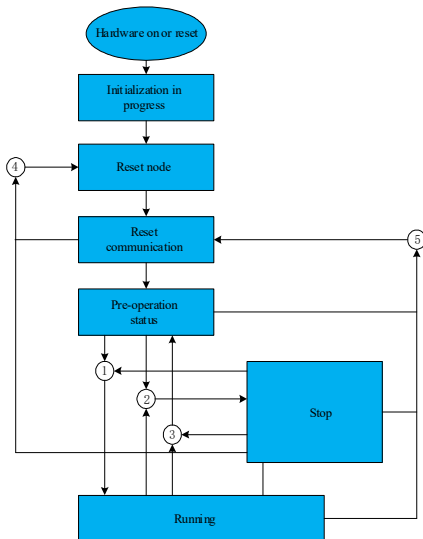 Hardware on or reset
Initialization in
progress
④
Reset node
Reset
communication
⑤
Pre-operation
status
①
②
③
Stop
Running